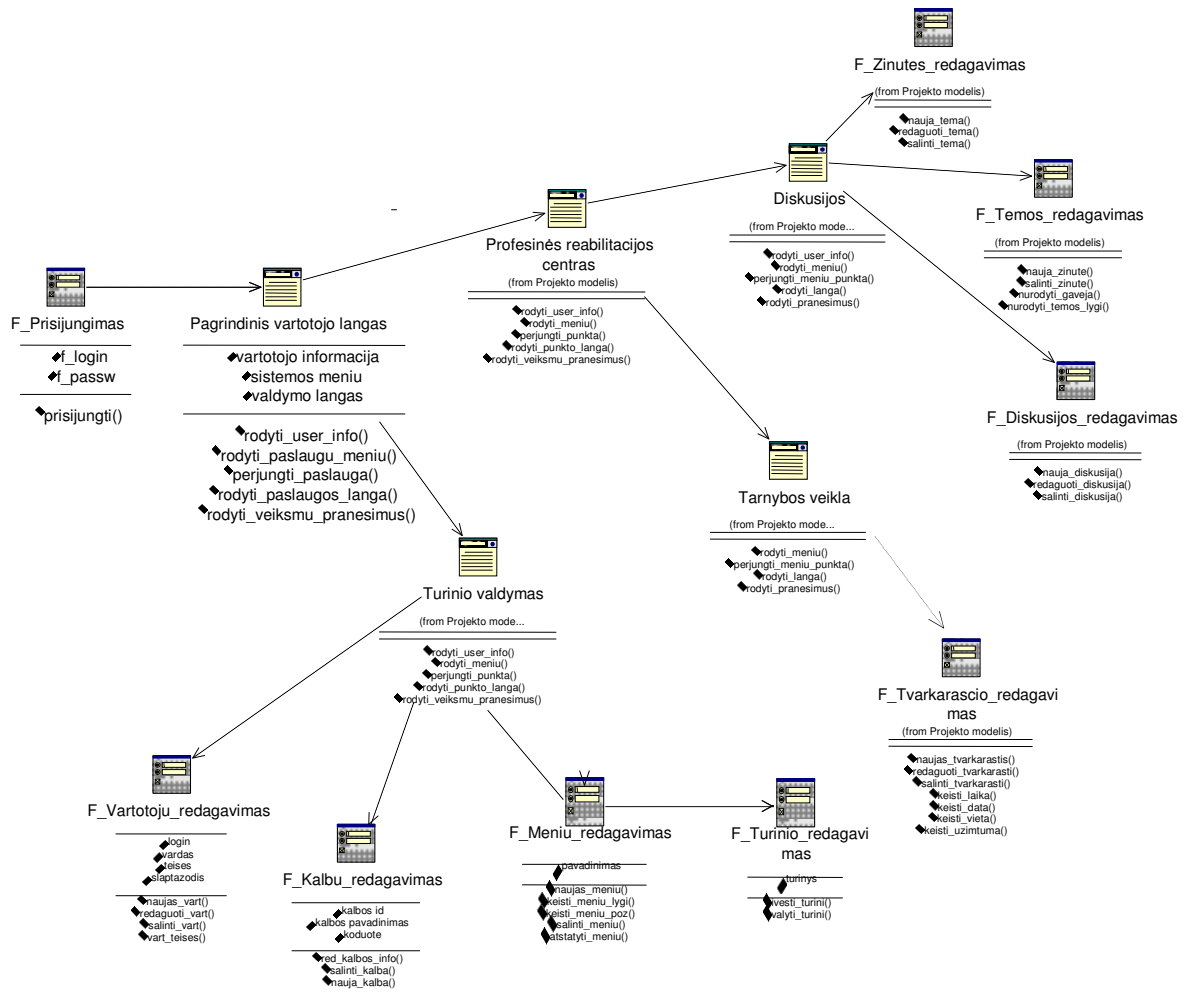 F_Zinutes_redagavimas
(from Projekto modelis)
nauja_tema()
redaguoti_tema()
salinti_tema()
Diskusijos
(from Projekto mode...
rodyti_user_info()
rodyti_meniu()
perjungti_meniu_punkta()
rodyti_langa()
rodyti_pranesimus()
F_Temos_redagavimas
(from Projekto modelis)
nauja_zinute()
salinti_zinute()
nurodyti_gaveja()
nurodyti_temos_lygi()
Profesinės reabilitacijos
centras
(from Projekto modelis)
rodyti_user_info()
rodyti_meniu()
perjungti_punkta()
rodyti_punkto_langa()
rodyti_veiksmu_pranesimus()
F_Prisijungimas
f_login
f_passw
prisijungti()
Pagrindinis vartotojo langas
vartotojo informacija
sistemos meniu
valdymo langas
rodyti_user_info()
rodyti_paslaugu_meniu()
perjungti_paslauga()
rodyti_paslaugos_langa()
rodyti_veiksmu_pranesimus()
F_Diskusijos_redagavimas
(from Projekto modelis)
nauja_diskusija()
redaguoti_diskusija()
salinti_diskusija()
Tarnybos veikla
(from Projekto mode...
rodyti_meniu()
perjungti_meniu_punkta()
rodyti_langa()
rodyti_pranesimus()
Turinio valdymas
(from Projekto mode...
rodyti_user_info()
rodyti_meniu()
perjungti_punkta()
rodyti_punkto_langa()
rodyti_veiksmu_pranesimus()
F_Tvarkarascio_redagavi
mas
(from Projekto modelis)
naujas_tvarkarastis()
redaguoti_tvarkarasti()
salinti_tvarkarasti()
keisti_laika()
keisti_data()
keisti_vieta()
keisti_uzimtuma()
F_Vartotoju_redagavimas
login
vardas
teises
slaptazodis
naujas_vart()
redaguoti_vart()
salinti_vart()
vart_teises()
F_Kalbu_redagavimas
kalbos id
kalbos pavadinimas
koduote
red_kalbos_info()
salinti_kalba()
nauja_kalba()
F_Meniu_redagavimas
pavadinimas
naujas_meniu()
keisti_meniu_lygi()
keisti_meniu_poz()
salinti_meniu()
atstatyti_meniu()
F_Turinio_redagavi
mas
turinys
ivesti_turini()
valyti_turini()